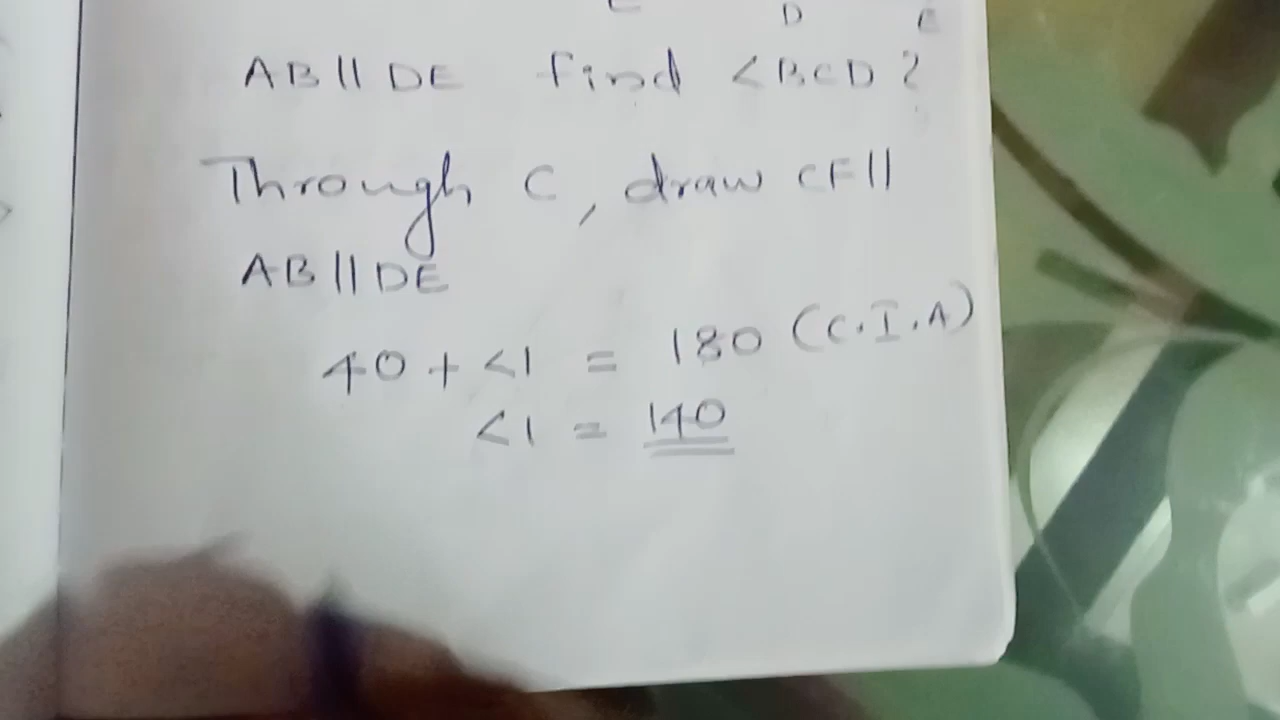 D E
AB || DE find <BCD ?
Through C, draw CF ||
AB || DE
40 + <1 = 180 (C.I.A)
<1 = 140